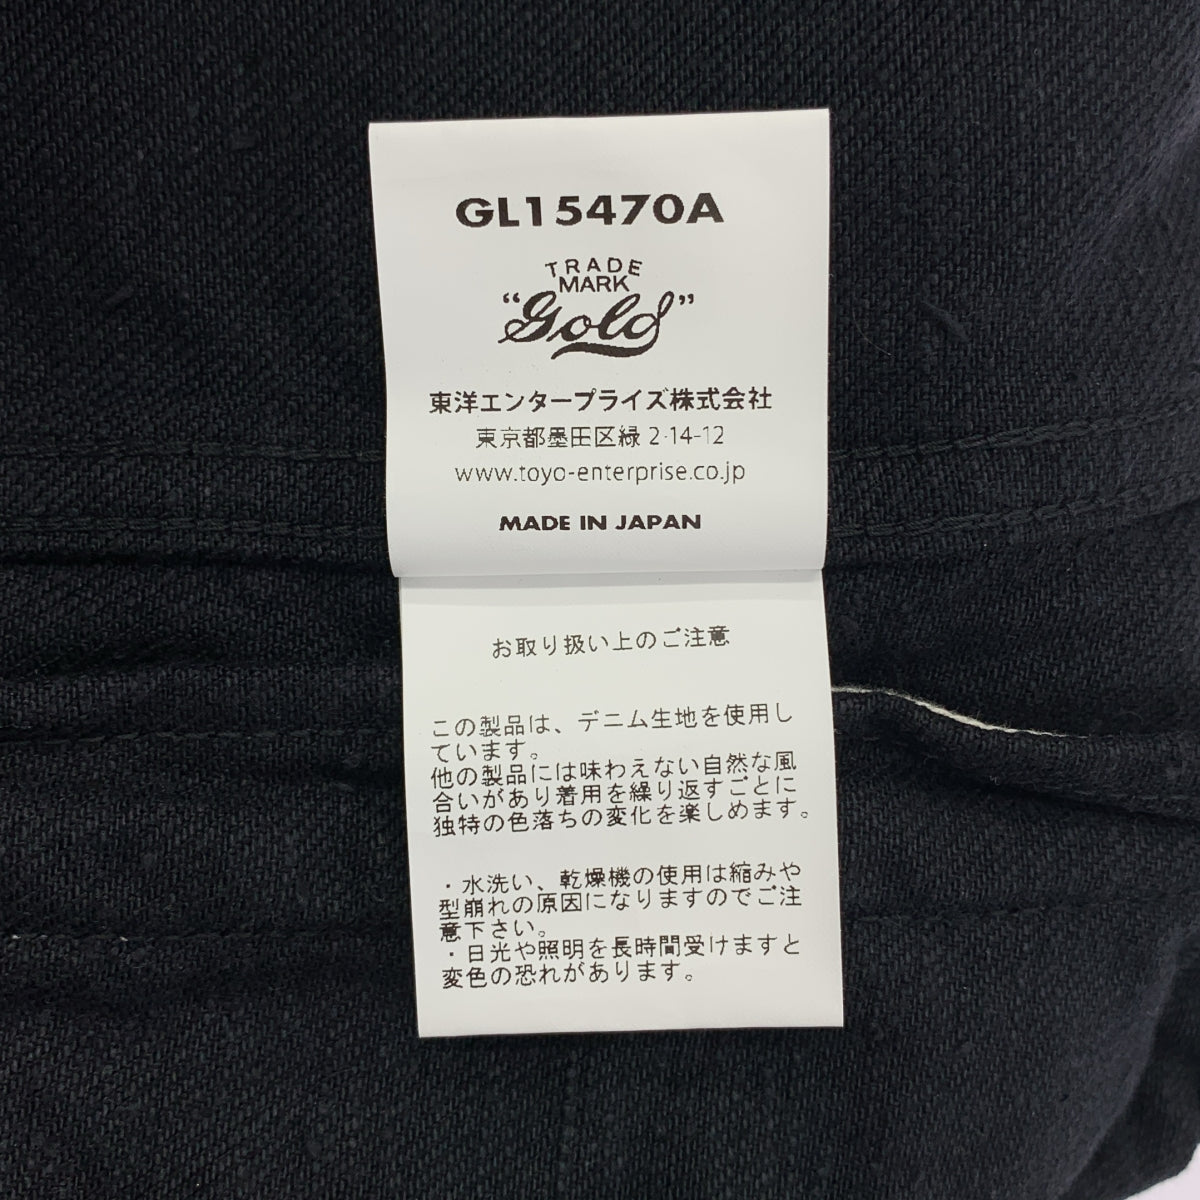 GL15470A
TRADE
MARK
"Gold"
東洋エンタープライズ株式会社
東京都墨田区緑 2-14-12
www.toyo-enterprise.co.jp
MADE IN JAPAN
お取り扱い上のご注意
この製品は、デニム生地を使用し
ています。
他の製品には味わえない自然な風
合いがあり着用を繰り返すごとに
独特の色落ちの変化を楽しめます。
・水洗い、乾燥機の使用は縮みや
型崩れの原因になりますのでご注
意下さい。
・日光や照明を長時間受けますと
変色の恐れがあります。